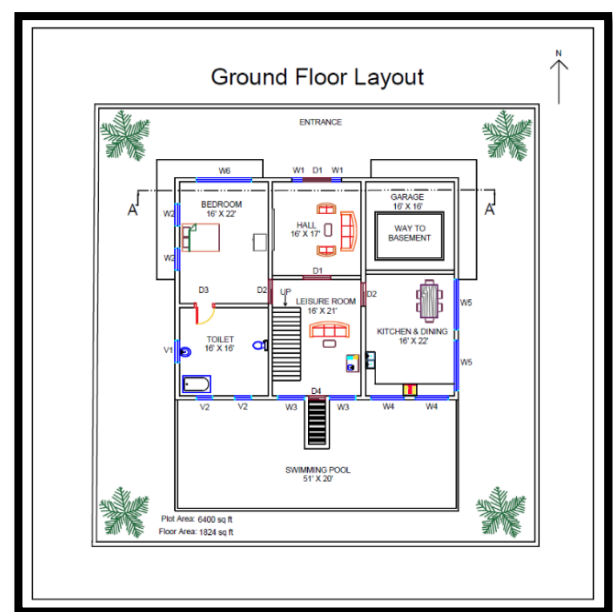 N
Ground Floor Layout
ENTRANCE
W6
W1 D1 W1
A
A
BEDROOM
16' X 22'
HALL
16' X 17'
GARAGE
16' X 16'
WAY TO
BASEMENT
W2
W2
D1
D3
D2
UP
LEISURE ROOM
16' X 21'
D2
W5
KITCHEN & DINING
16' X 22'
TOILET
16' X 16'
V1
W5
D4
V2
V2
W3
W3
W4
W4
SWIMMING POOL
51' X 20'
Plot Area: 6400 sq ft
Floor Area: 1824 sq ft